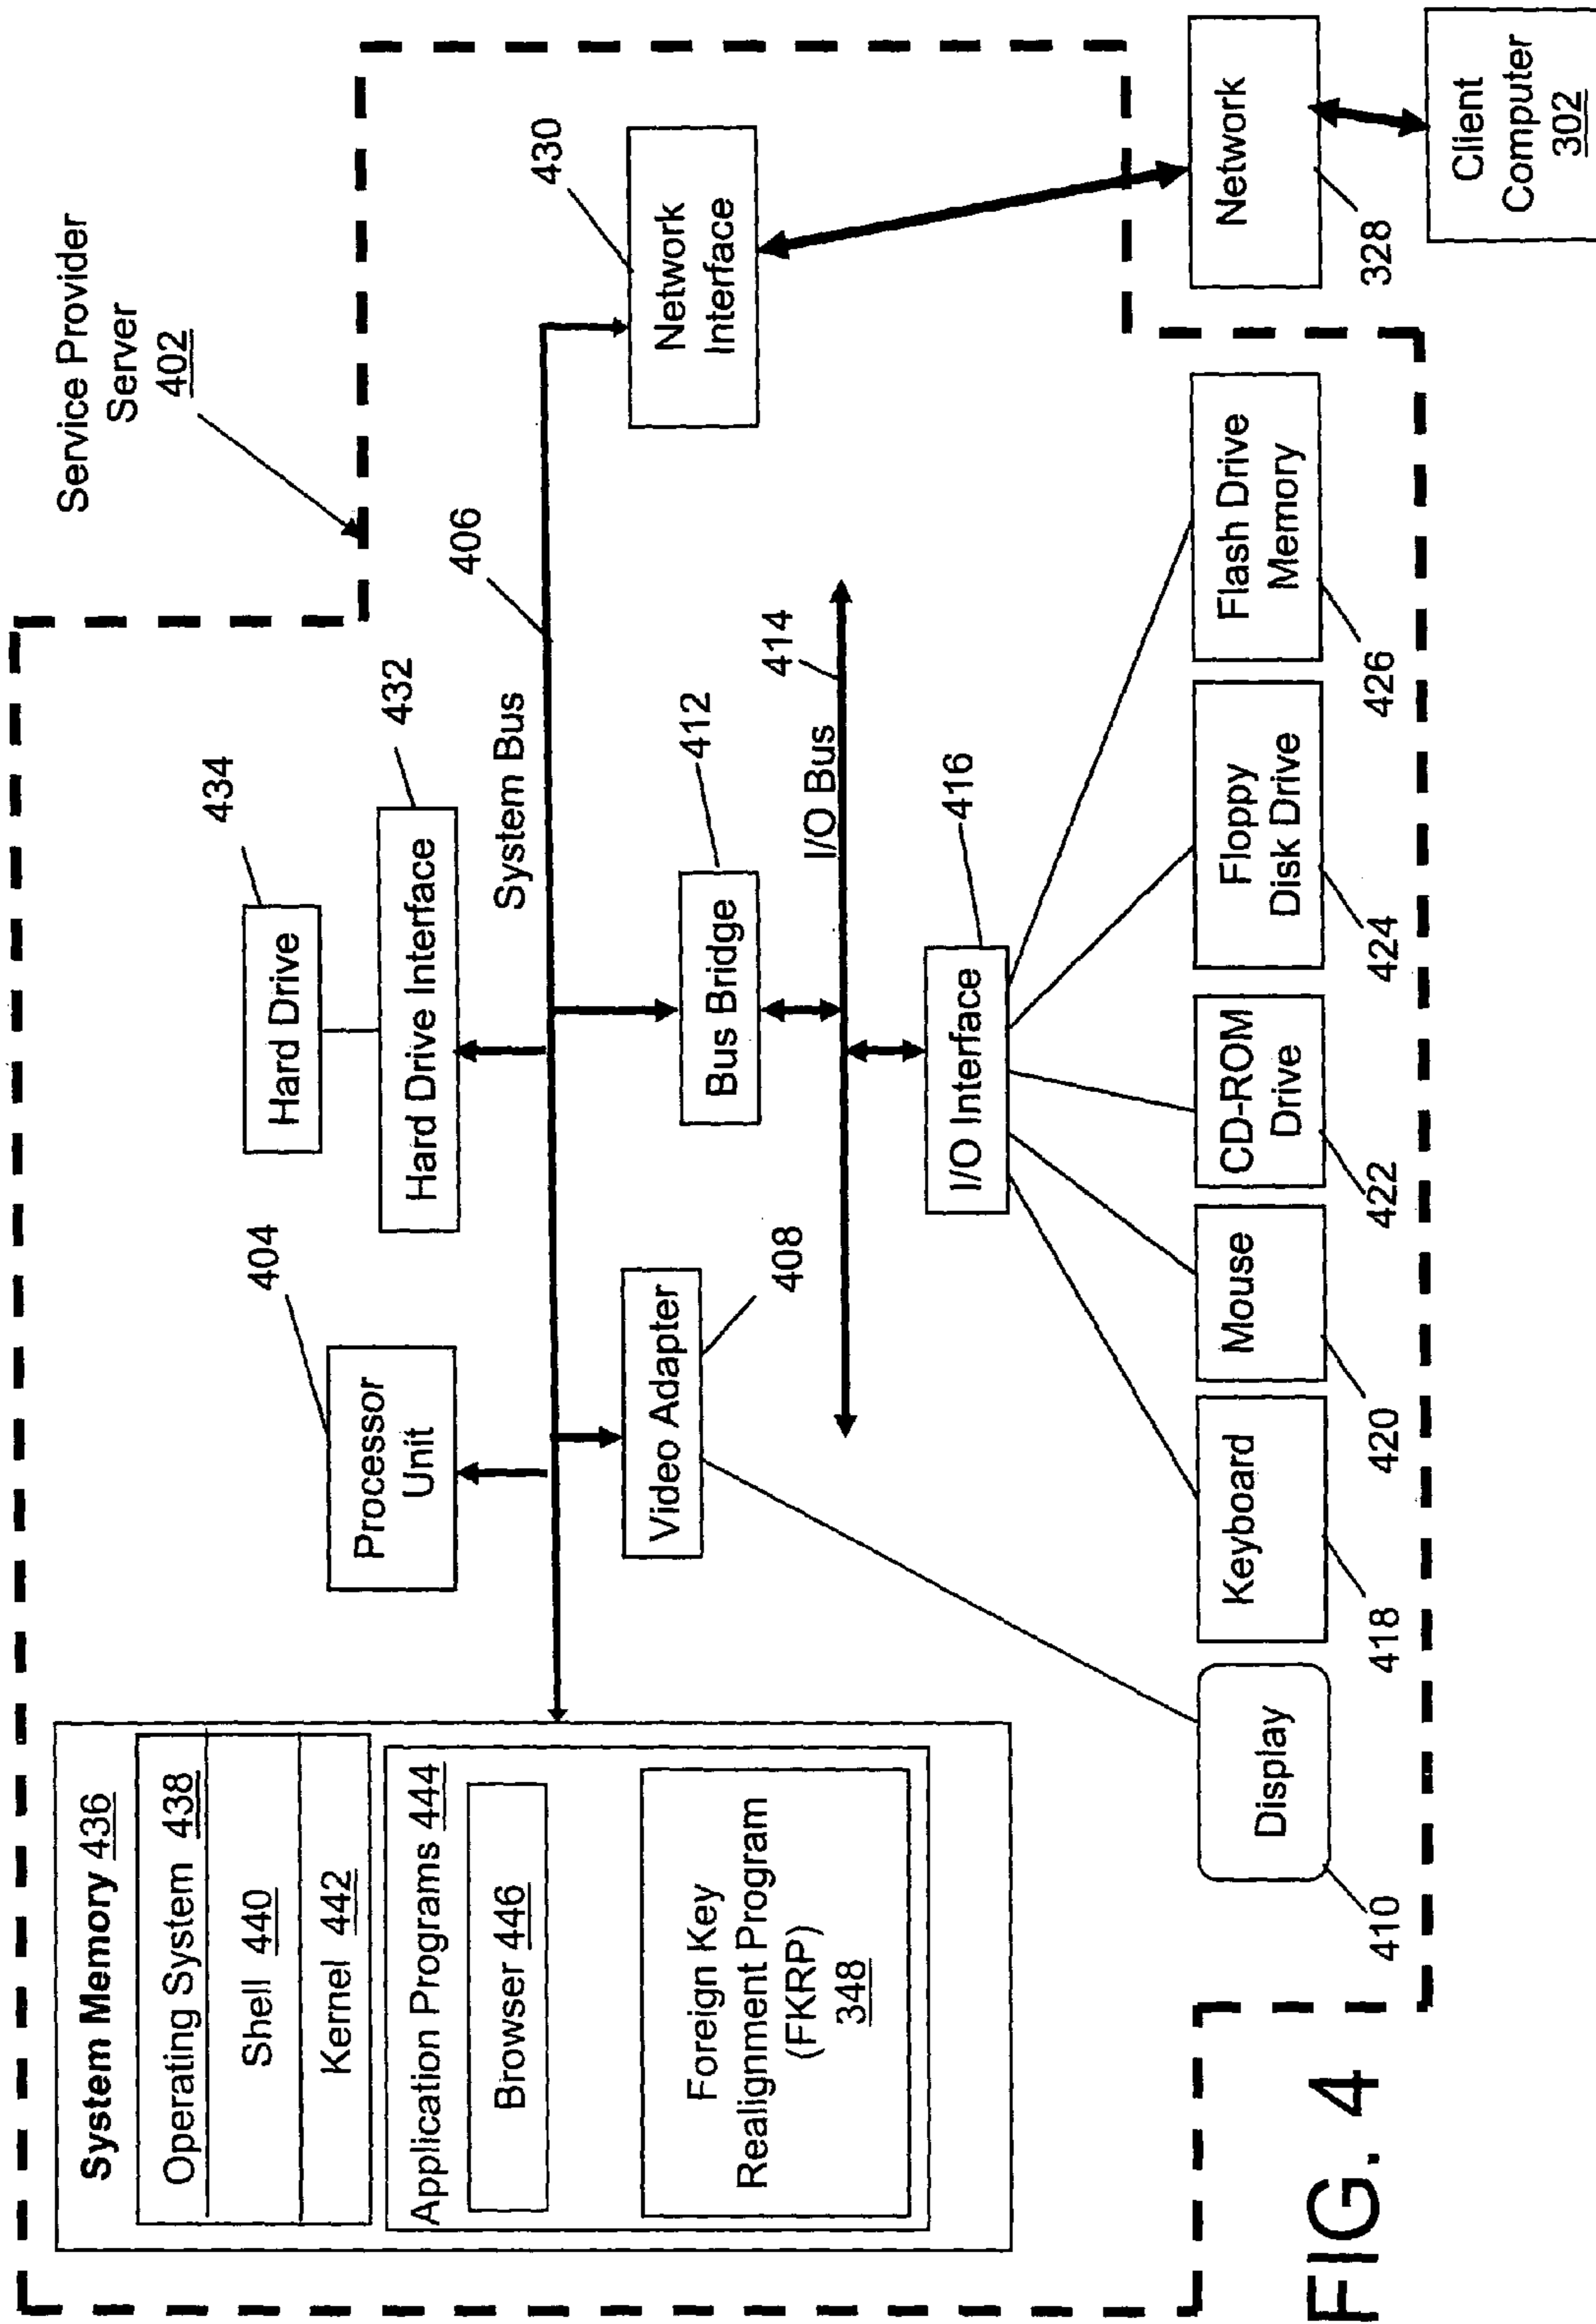 Service Provider
Server
402
System Memory 436
Operating System 438
Shell 440
Kernel 442
Application Programs 444
Browser 446
Foreign Key
Realignment Program
(FKRP)
348
404
Processor
Unit
434
Hard Drive
432
Hard Drive Interface
System Bus
406
430
Network
Interface
Video Adapter
408
412
Bus Bridge
414
I/O Bus
416
I/O Interface
Display
410
Keyboard
418
Mouse
420
CD-ROM
Drive
422
Floppy
Disk Drive
424
Flash Drive
Memory
426
Network
328
Client
Computer
302
FIG. 4